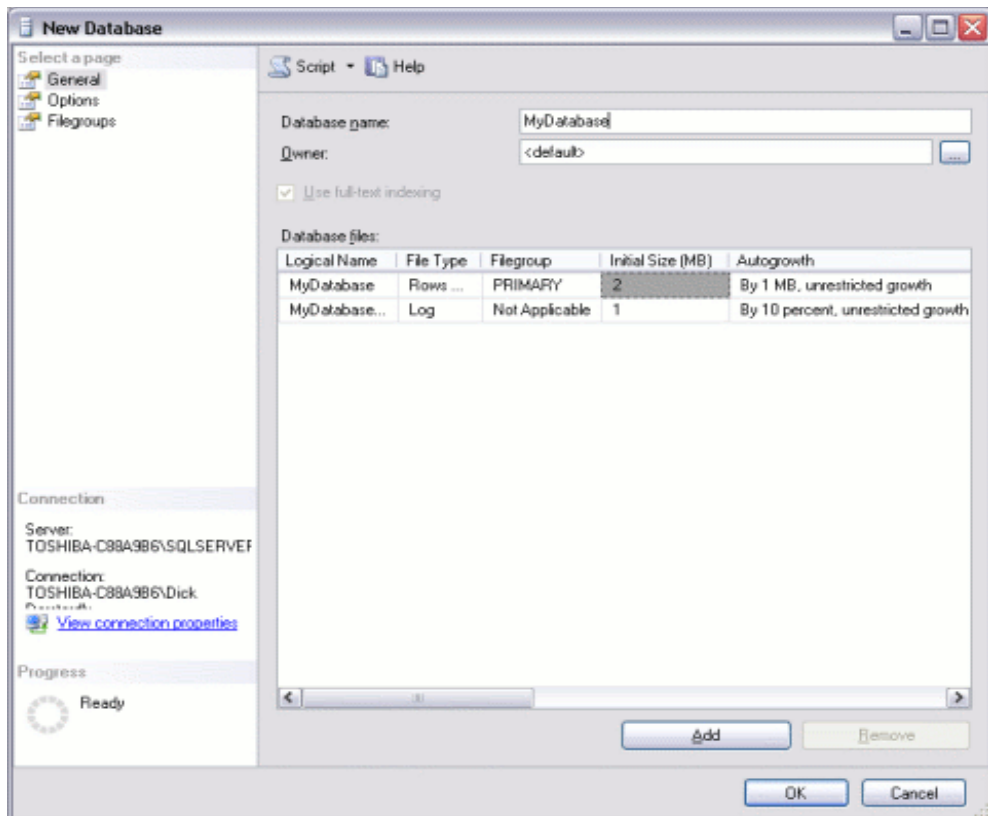 New Database
Select a page
General
Options
Filegroups
Script
Help
Database name:
MyDatabase
Owner:
<default>
...
Use full-text indexing
Database files:
Logical Name File Type Filegroup Initial Size (MB) Autogrowth
MyDatabase Rows ... PRIMARY 2 By 1 MB, unrestricted growth
MyDatabase... Log Not Applicable 1 By 10 percent, unrestricted growth
Connection
Server:
TOSHIBA-C88A9B6\SQLSERVER
Connection:
TOSHIBA-C88A9B6\Dick
View connection properties
Progress
Ready
Add
Remove
OK
Cancel